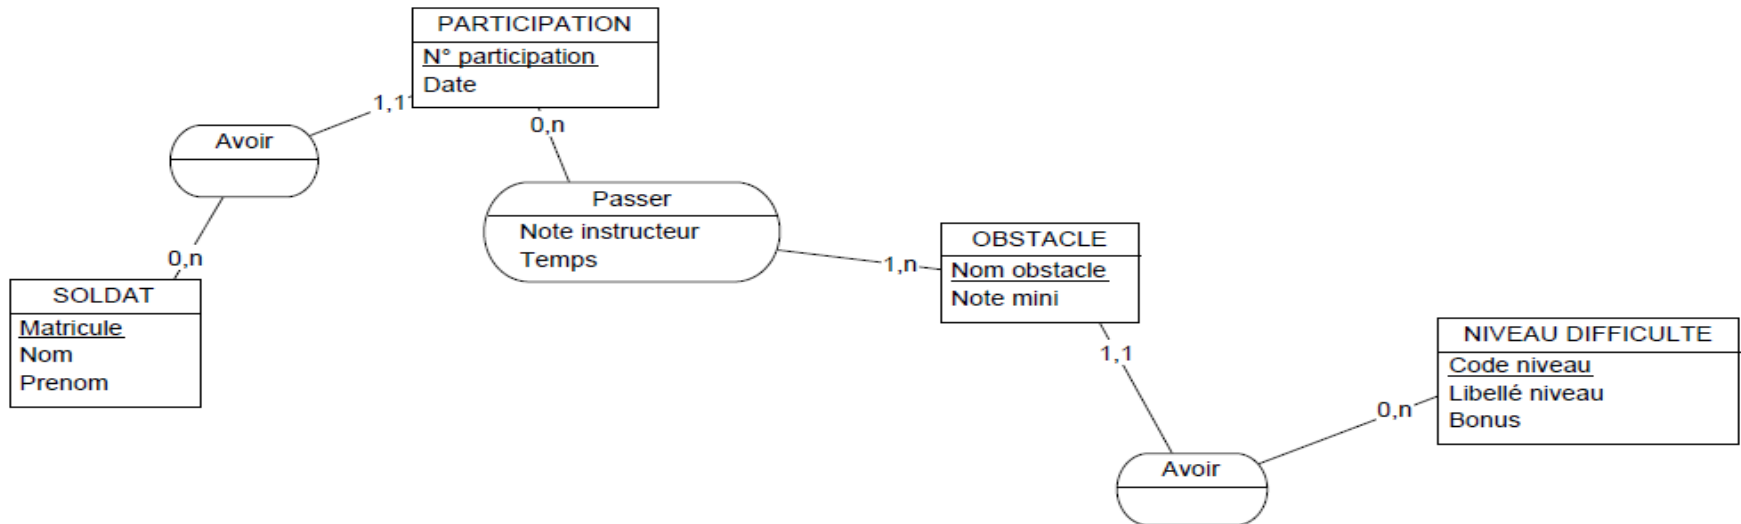 PARTICIPATION
N° participation
Date
1,1
0,n
Avoir
Passer
Note instructeur
Temps
0,n
SOLDAT
Matricule
Nom
Prenom
1,n
OBSTACLE
Nom obstacle
Note mini
1,1
NIVEAU DIFFICULTE
Code niveau
Libellé niveau
Bonus
0,n
Avoir